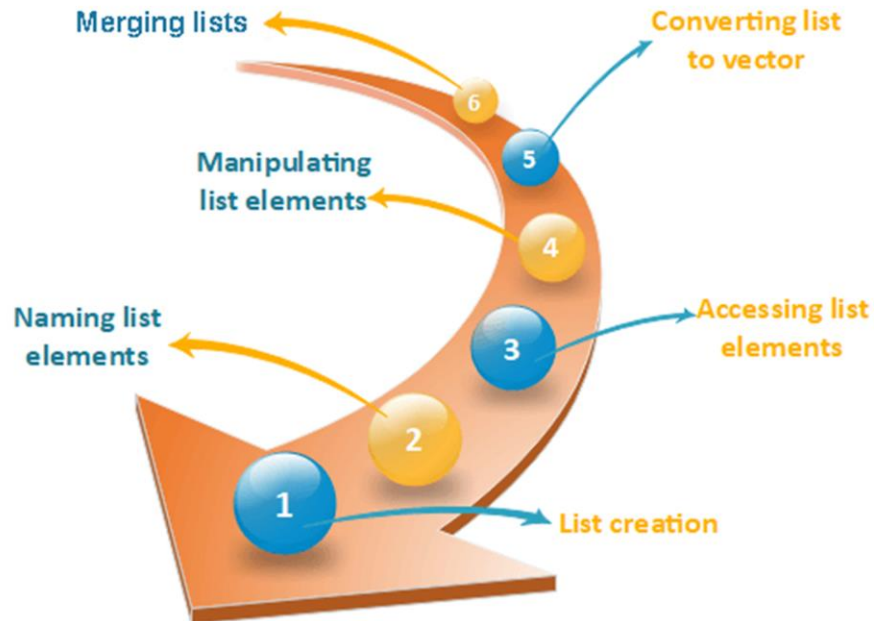 Merging lists
6
Converting list
to vector
5
Manipulating
list elements
4
Accessing list
elements
3
Naming list
elements
2
1
List creation